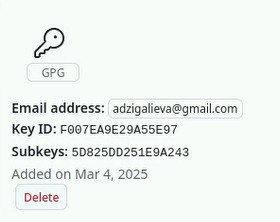 GPG
Email address: adzigalieva@gmail.com
Key ID: F007EA9E29A55E97
Subkeys: 5D825DD251E9A243
Added on Mar 4, 2025
Delete